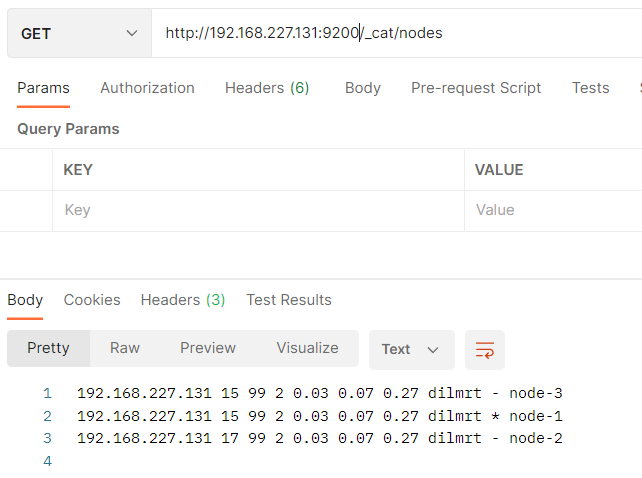 GET http://192.168.227.131:9200/_cat/nodes
Params Authorization Headers (6) Body Pre-request Script Tests
Query Params
KEY VALUE
Key Value
Body Cookies Headers (3) Test Results
Pretty Raw Preview Visualize Text
1 192.168.227.131 15 99 2 0.03 0.07 0.27 dilmrt - node-3
2 192.168.227.131 15 99 2 0.03 0.07 0.27 dilmrt * node-1
3 192.168.227.131 17 99 2 0.03 0.07 0.27 dilmrt - node-2
4